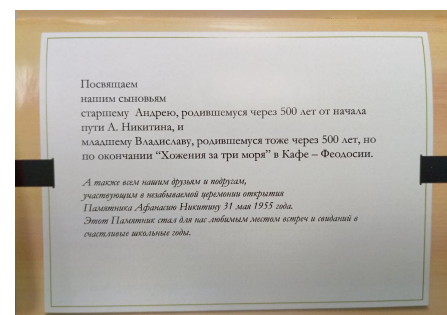 Посвящаем
нашим сыновьям
старшему Андрею, родившемуся через 500 лет от начала
пути А. Никитина, и
младшему Владиславу, родившемуся тоже через 500 лет, но
по окончании “Хожения за три моря” в Кафе – Феодосии.
А также всем нашим друзьям и подругам,
участвующим в незабываемой церемонии открытия
Памятника Афанасию Никитину 31 мая 1955 года.
Этот Памятник стал для нас любимым местом встреч и свиданий в
счастливые школьные годы.